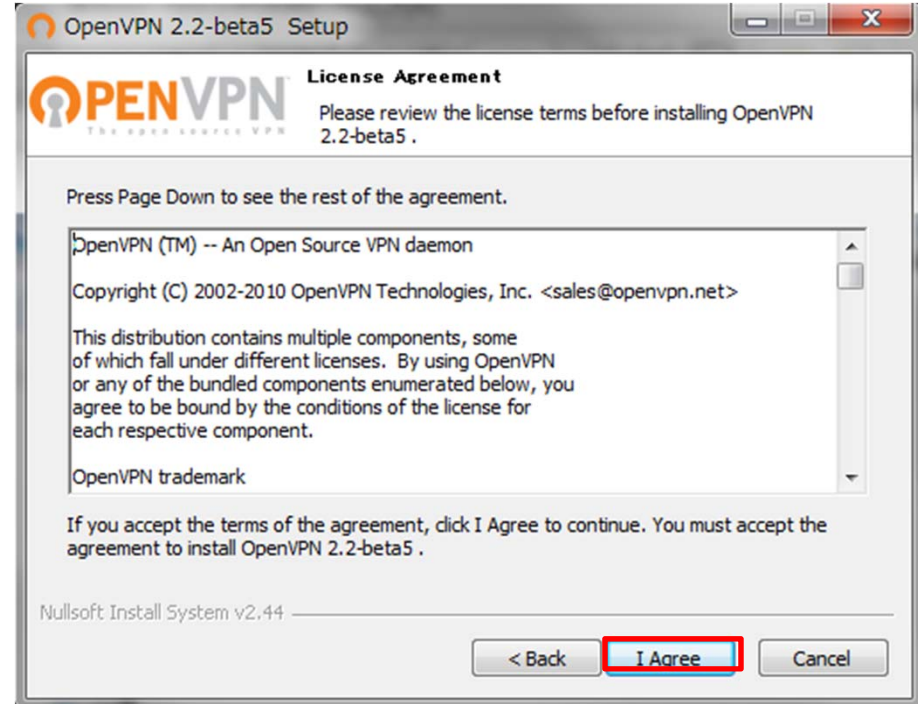 OpenVPN 2.2-beta5 Setup
OPENVPN
The open source VPN
License Agreement
Please review the license terms before installing OpenVPN
2.2-beta5 .
Press Page Down to see the rest of the agreement.
OpenVPN (TM) -- An Open Source VPN daemon
Copyright (C) 2002-2010 OpenVPN Technologies, Inc. <sales@openvpn.net>
This distribution contains multiple components, some
of which fall under different licenses. By using OpenVPN
or any of the bundled components enumerated below, you
agree to be bound by the conditions of the license for
each respective component.
OpenVPN trademark
If you accept the terms of the agreement, click I Agree to continue. You must accept the
agreement to install OpenVPN 2.2-beta5 .
Nullsoft Install System v2.44
< Back
I Agree
Cancel